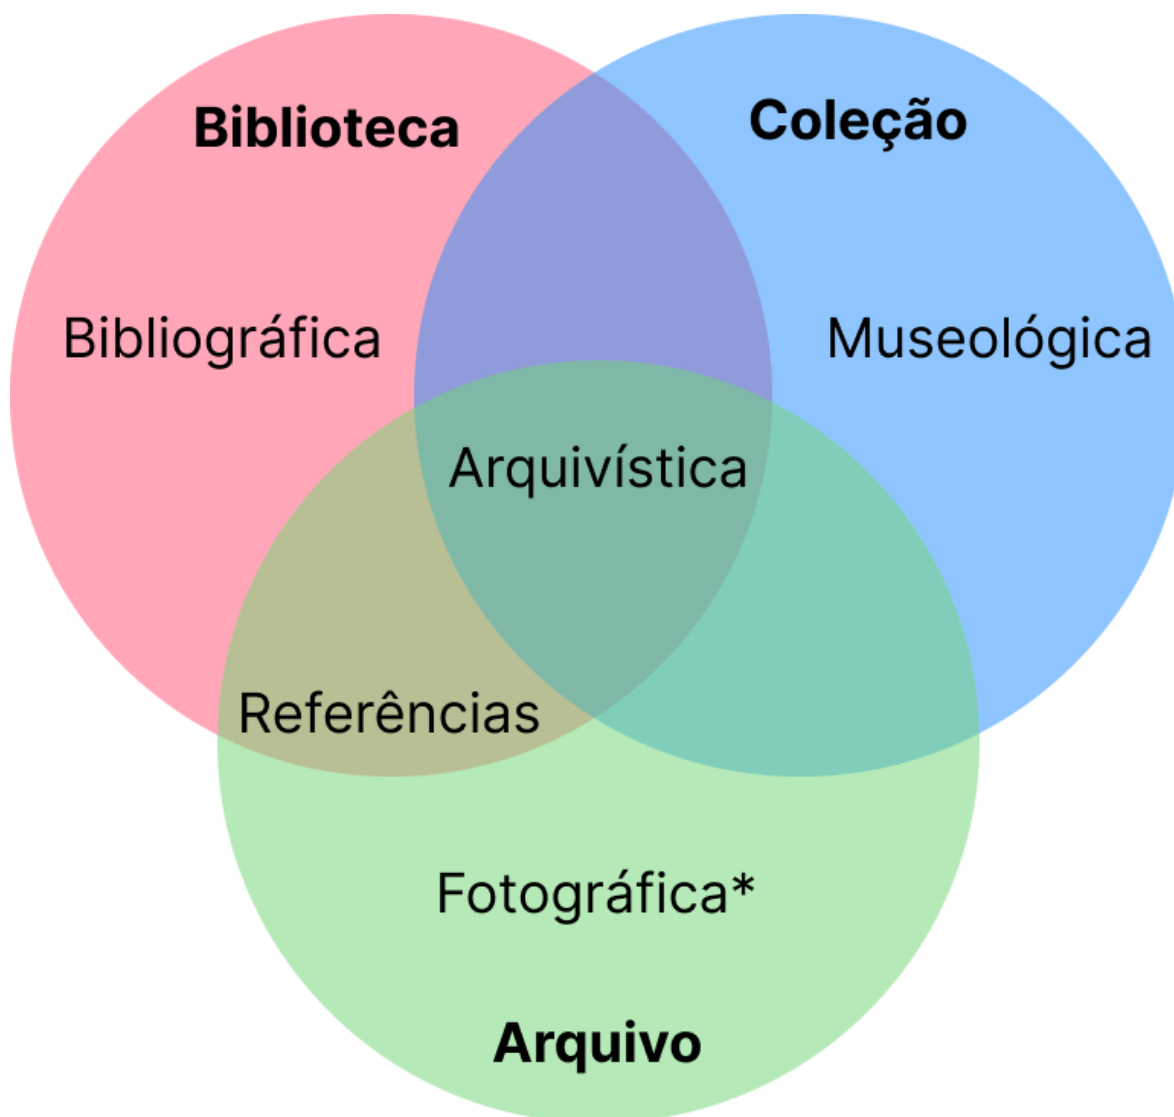 Biblioteca
Coleção
Bibliográfica
Museológica
Arquivística
Referências
Fotográfica*
Arquivo